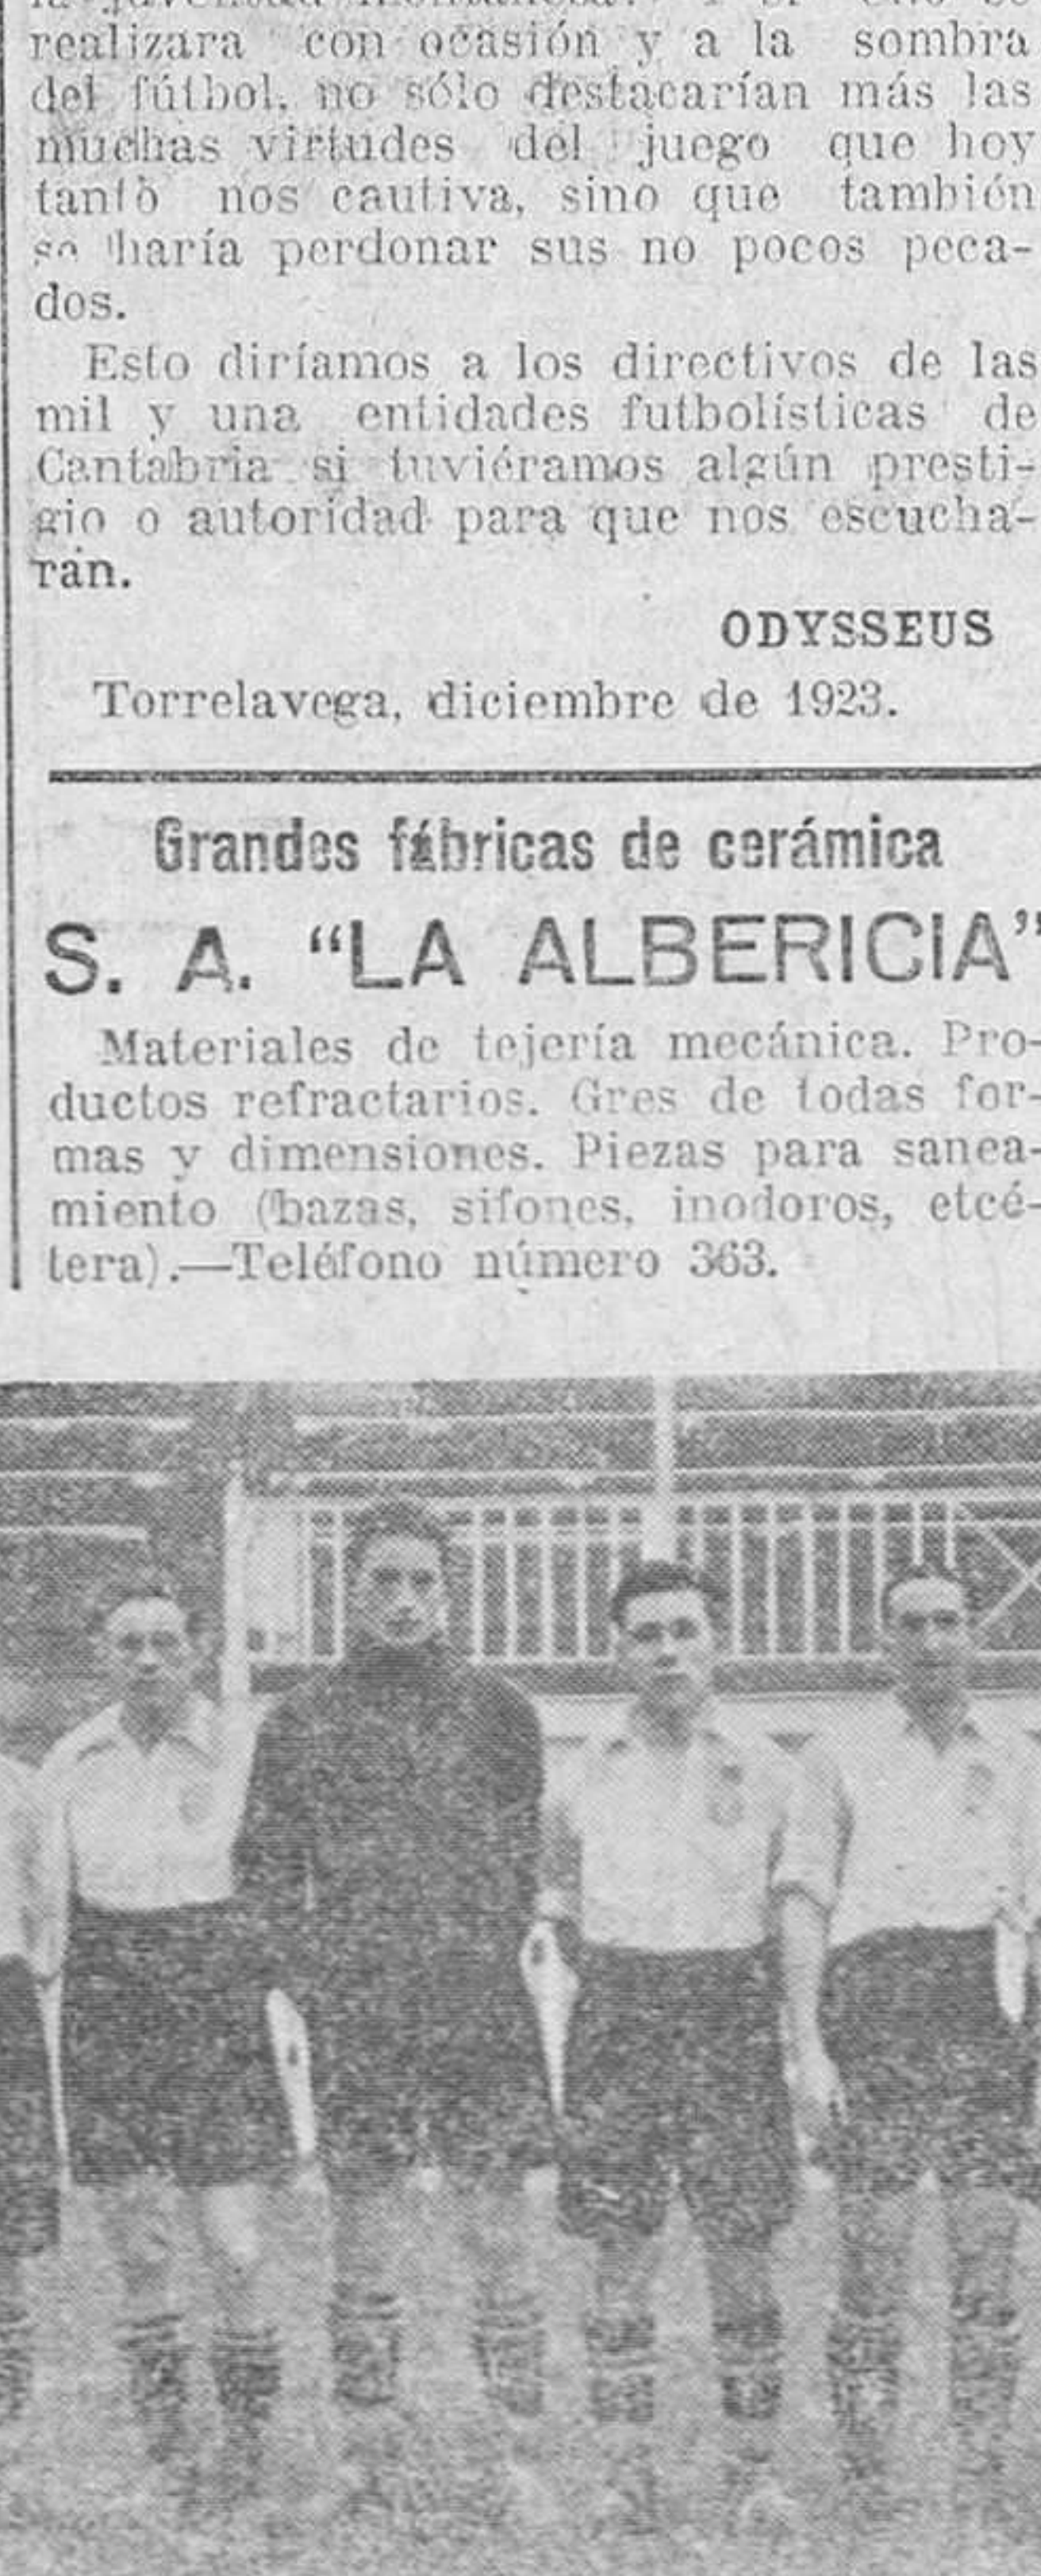 realizara con ocasión y a la sombra
del fútbol, no sólo destacarían más las
muchas virtudes del juego que hoy
tanto nos cautiva, sino que también
se haría perdonar sus no pocos peca-
dos.
Esto diríamos a los directivos de las
mil y una entidades futbolísticas de
Cantabria si tuviéramos algún presti-
gio o autoridad para que nos escucha-
ran.
ODYSSEUS
Torrelavega, diciembre de 1923.
Grandes fábricas de cerámica
S. A. “LA ALBERICIA”
Materiales de tejería mecánica. Pro-
ductos refractarios. Gres de todas for-
mas y dimensiones. Piezas para sanea-
miento (bazas, sifones, inodoros, etcé-
tera).—Teléfono número 363.